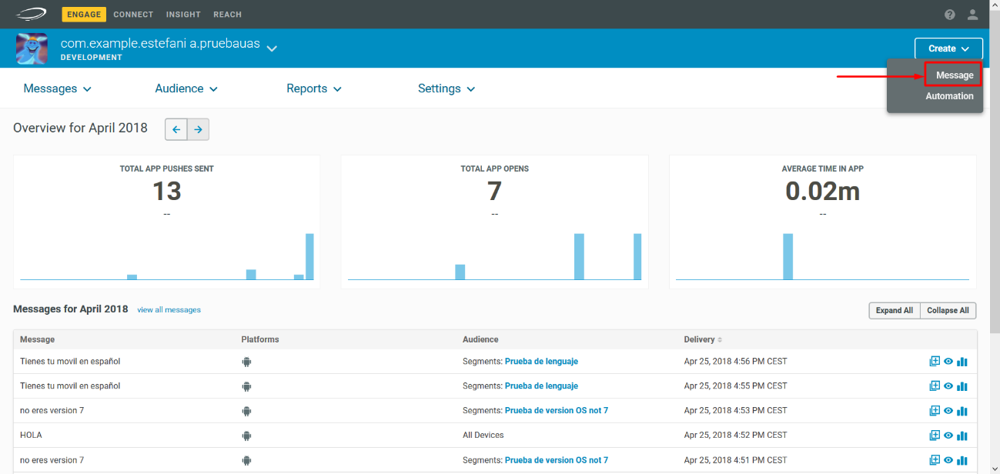 ENGAGE CONNECT INSIGHT REACH
com.example.estefani a.pruebauas
DEVELOPMENT
Create
Message
Automation
Messages Audience Reports Settings
Overview for April 2018
TOTAL APP PUSHES SENT
13
--
TOTAL APP OPENS
7
--
AVERAGE TIME IN APP
0.02m
--
Messages for April 2018 view all messages
Expand All Collapse All
Message Platforms Audience Delivery
Tienes tu movil en español Segments: Prueba de lenguaje Apr 25, 2018 4:56 PM CEST
Tienes tu movil en español Segments: Prueba de lenguaje Apr 25, 2018 4:55 PM CEST
no eres version 7 Segments: Prueba de version OS not 7 Apr 25, 2018 4:53 PM CEST
HOLA All Devices Apr 25, 2018 4:52 PM CEST
no eres version 7 Segments: Prueba de version OS not 7 Apr 25, 2018 4:51 PM CEST